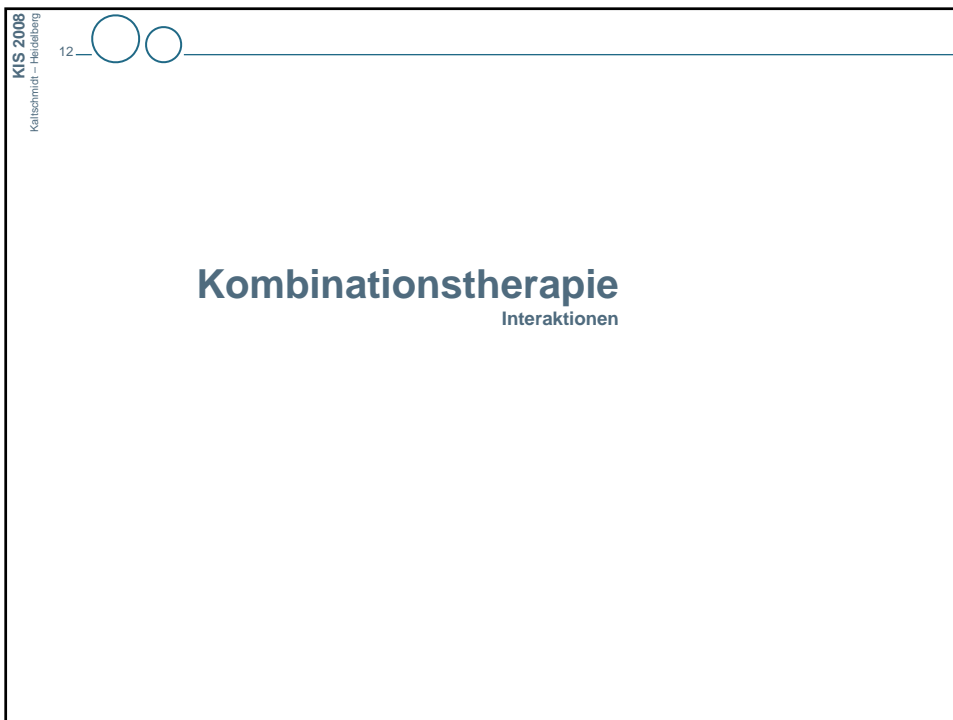 KIS 2008
Kaltschmidt – Heidelberg
12
Kombinationstherapie
Interaktionen